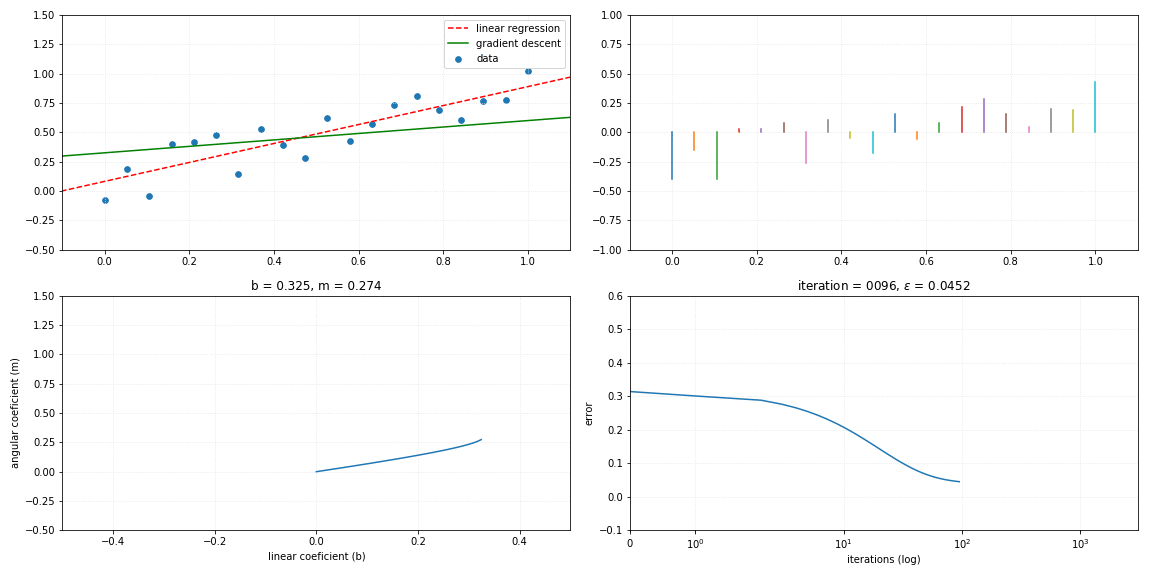 1.50
1.25
1.00
0.75
0.50
0.25
0.00
−0.25
−0.50
0.0 0.2 0.4 0.6 0.8 1.0
linear regression
gradient descent
data
1.00
0.75
0.50
0.25
0.00
−0.25
−0.50
−0.75
−1.00
0.0 0.2 0.4 0.6 0.8 1.0
b = 0.325, m = 0.274
1.50
1.25
1.00
0.75
0.50
0.25
0.00
−0.25
−0.50
angular coeficient (m)
−0.4 −0.2 0.0 0.2 0.4
linear coeficient (b)
iteration = 0096, ε = 0.0452
0.6
0.5
0.4
0.3
0.2
0.1
0.0
−0.1
error
0 10⁰ 10¹ 10² 10³
iterations (log)